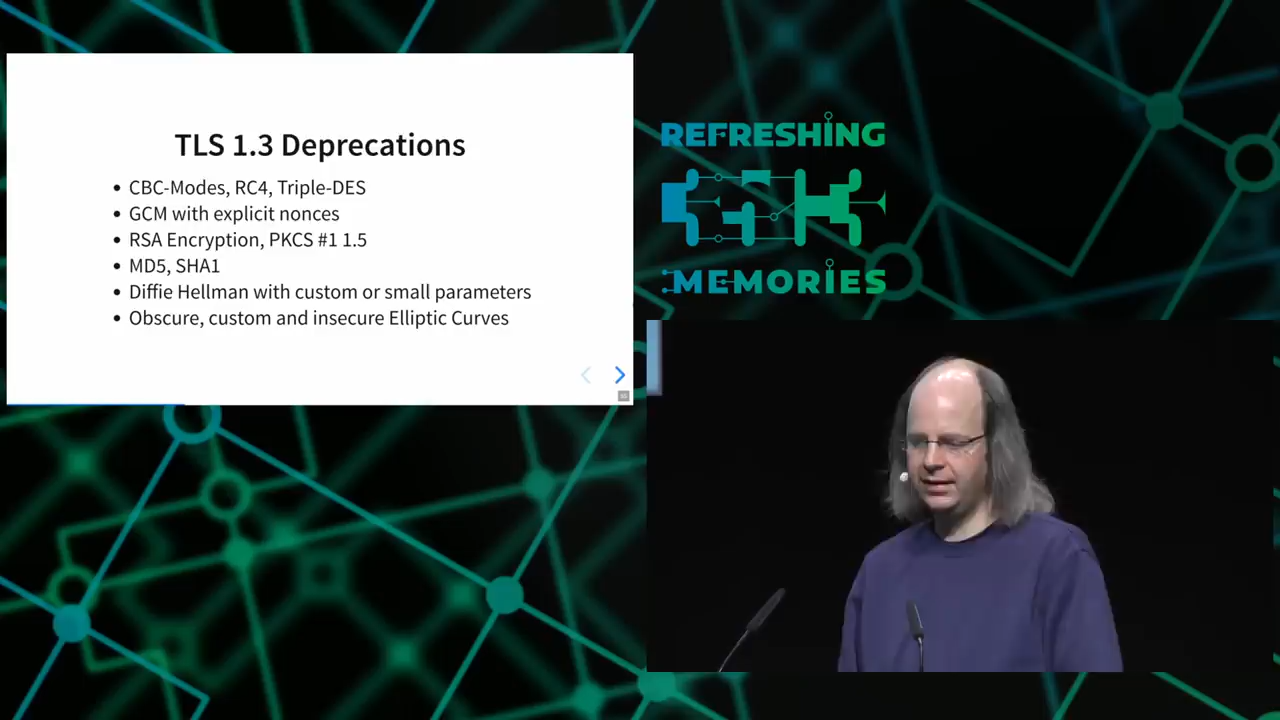 TLS 1.3 Deprecations
CBC-Modes, RC4, Triple-DES
GCM with explicit nonces
RSA Encryption, PKCS #1 1.5
MD5, SHA1
Diffie Hellman with custom or small parameters
Obscure, custom and insecure Elliptic Curves
REFRESHING
MEMORIES